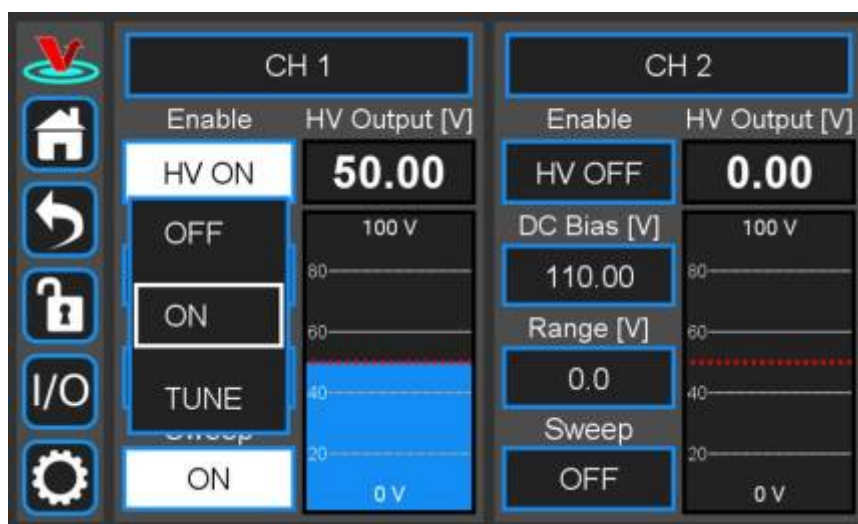 CH 1
CH 2
Enable
HV Output [V]
Enable
HV Output [V]
HV ON
50.00
HV OFF
0.00
OFF
100 V
DC Bias [V]
100 V
80
110.00
80
ON
60
Range [V]
60
I/O
TUNE
40
0.0
40
Sweep
Sweep
20
20
ON
0 V
OFF
0 V